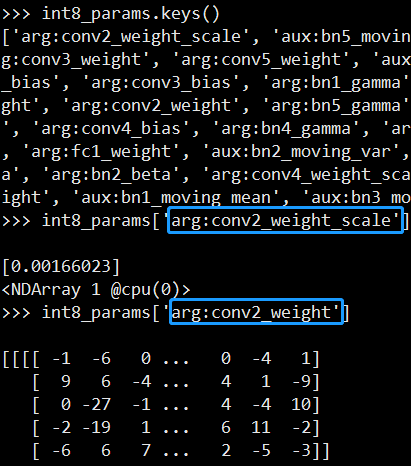 >>> int8_params.keys()
['arg:conv2_weight_scale', 'aux:bn5_movin
g:conv3_weight', 'arg:conv5_weight', 'aux
_bias', 'arg:conv3_bias', 'arg:bn1_gamma'
ght', 'arg:conv2_weight', 'arg:bn5_gamma'
', 'arg:conv4_bias', 'arg:bn4_gamma', 'ar
, 'arg:fc1_weight', 'aux:bn2_moving_var',
a', 'arg:bn2_beta', 'arg:conv4_weight_sca
ight', 'aux:bn1_moving_mean', 'aux:bn3_mo
>>> int8_params['arg:conv2_weight_scale']
[0.00166023]
<NDArray 1 @cpu(0)>
>>> int8_params['arg:conv2_weight']
[[[[ -1 -6 0 ... 0 -4 1]
[ 9 6 -4 ... 4 1 -9]
[ 0 -27 -1 ... 4 -4 10]
[ -2 -19 1 ... 6 11 -2]
[ -6 6 7 ... 2 -5 -3]]